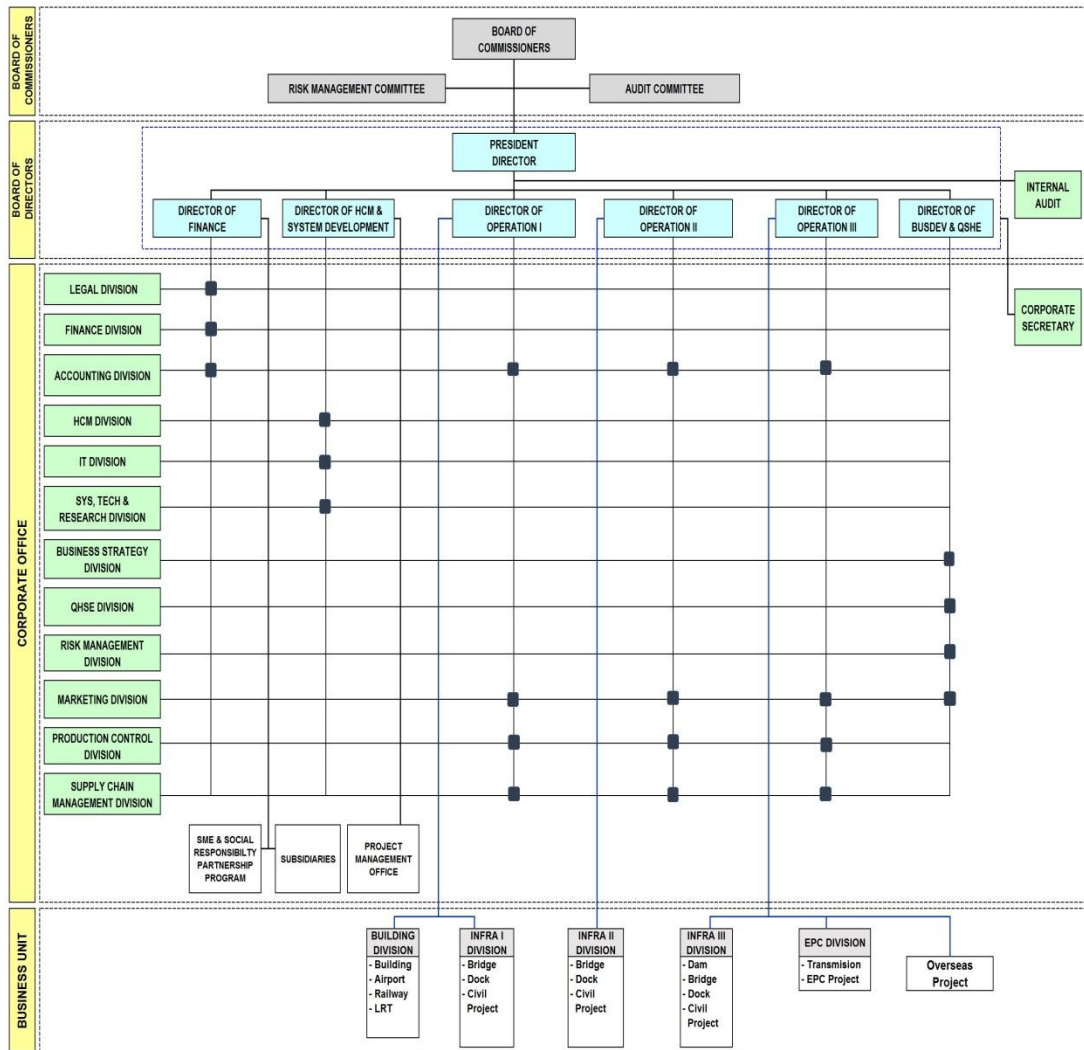 BOARD OF
COMMISSIONERS
BOARD OF
COMMISSIONERS
RISK MANAGEMENT COMMITTEE
AUDIT COMMITTEE
BOARD OF
DIRECTORS
PRESIDENT
DIRECTOR
INTERNAL
AUDIT
DIRECTOR OF
FINANCE
DIRECTOR OF HCM &
SYSTEM DEVELOPMENT
DIRECTOR OF
OPERATION I
DIRECTOR OF
OPERATION II
DIRECTOR OF
OPERATION III
DIRECTOR OF
BUSDEV & QSHE
CORPORATE
SECRETARY
CORPORATE OFFICE
LEGAL DIVISION
FINANCE DIVISION
ACCOUNTING DIVISION
HCM DIVISION
IT DIVISION
SYS, TECH &
RESEARCH DIVISION
BUSINESS STRATEGY
DIVISION
QHSE DIVISION
RISK MANAGEMENT
DIVISION
MARKETING DIVISION
PRODUCTION CONTROL
DIVISION
SUPPLY CHAIN
MANAGEMENT DIVISION
SME & SOCIAL
RESPONSIBILTY
PARTNERSHIP
PROGRAM
SUBSIDIARIES
PROJECT
MANAGEMENT
OFFICE
BUSINESS UNIT
BUILDING
DIVISION
- Building
- Airport
- Railway
- LRT
INFRA I
DIVISION
- Bridge
- Dock
- Civil
Project
INFRA II
DIVISION
- Bridge
- Dock
- Civil
Project
INFRA III
DIVISION
- Dam
- Bridge
- Dock
- Civil
Project
EPC DIVISION
- Transmision
- EPC Project
Overseas
Project